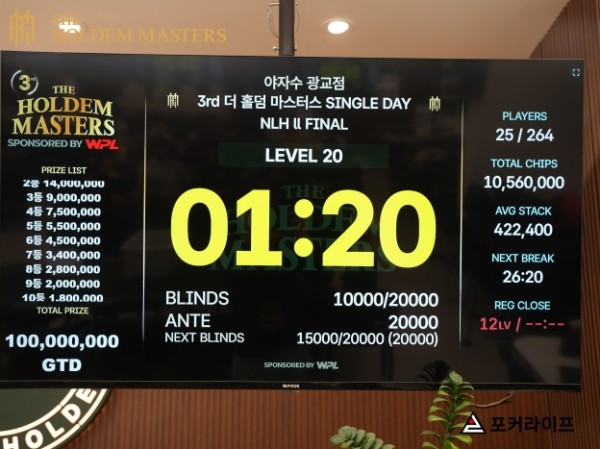 THE
HOLDEM MASTERS
3RD
THE
HOLDEM
MASTERS
SPONSORED BY WPL
PRIZE LIST
2등 14,000,000
3등 9,000,000
4등 7,500,000
5등 5,500,000
6등 4,500,000
7등 3,400,000
8등 2,800,000
9등 2,000,000
10등 1,800,000
TOTAL PRIZE
100,000,000
GTD
야자수 광교점
3rd 더 홀덤 마스터스 SINGLE DAY
NLH ll FINAL
LEVEL 20
THE
HOLDEM
MASTERS
01:20
BLINDS 10000/20000
ANTE 20000
NEXT BLINDS 15000/20000 (20000)
SPONSORED BY WPL
PLAYERS
25 / 264
TOTAL CHIPS
10,560,000
AVG STACK
422,400
NEXT BREAK
26:20
REG CLOSE
12LV / --:--
HOLDE
포커라이프